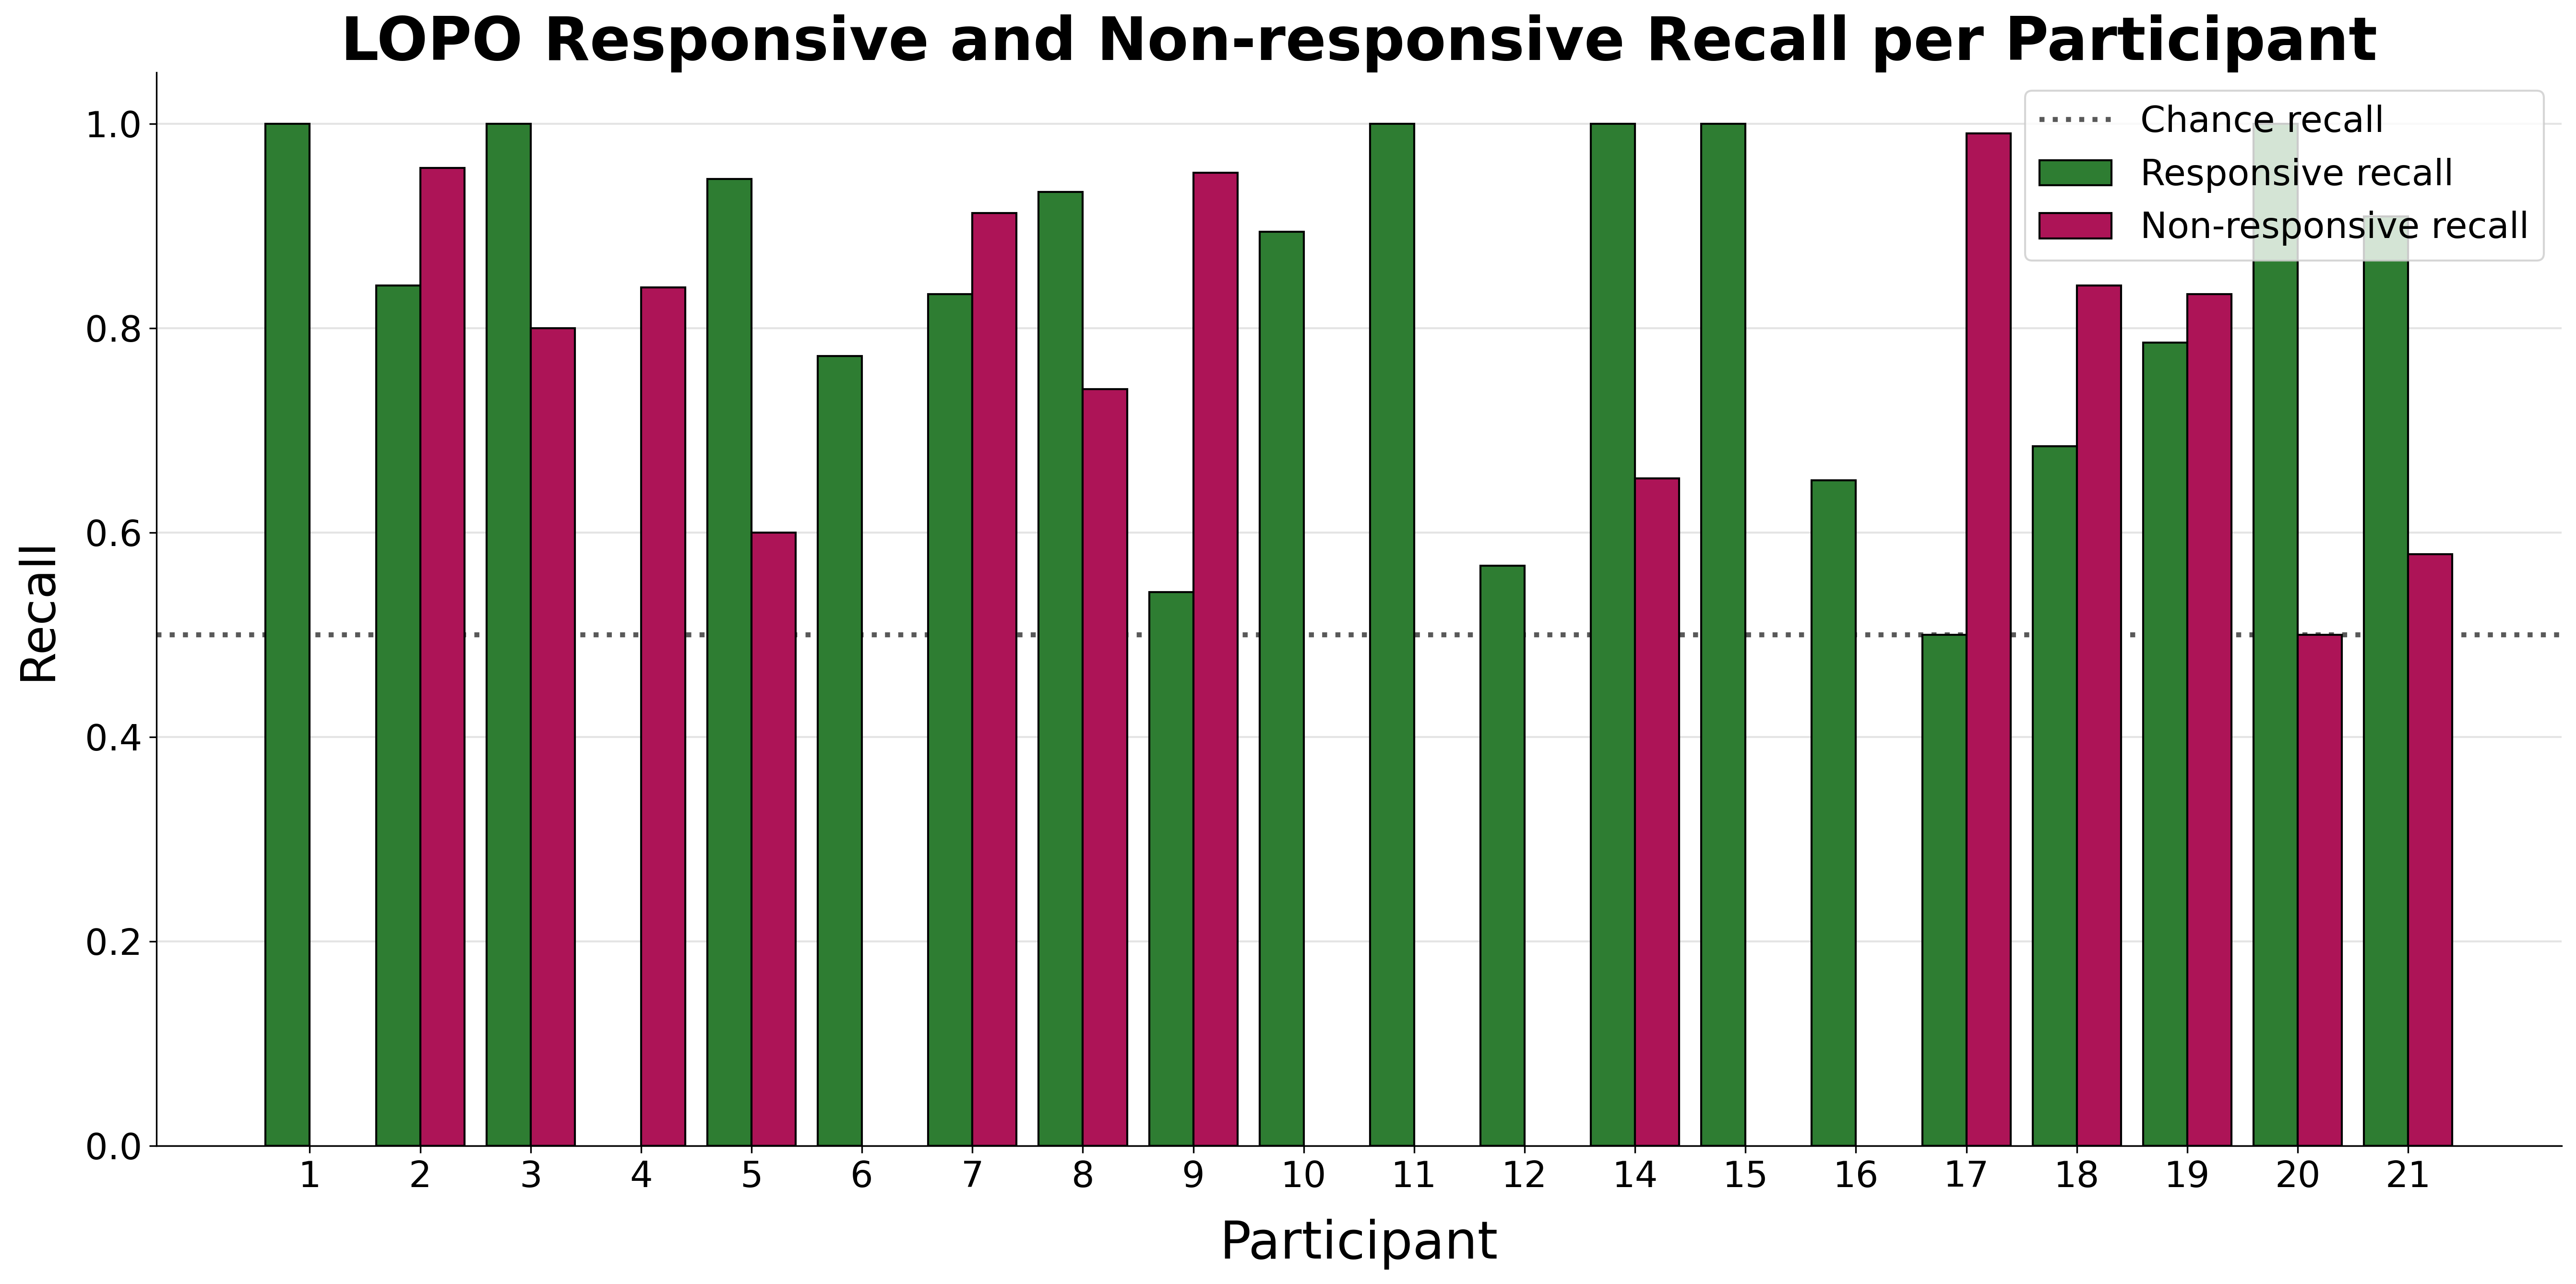 LOPO Responsive and Non-responsive Recall per Participant
Chance recall
Responsive recall
Non-responsive recall
Recall
1.0
0.8
0.6
0.4
0.2
0.0
1 2 3 4 5 6 7 8 9 10 11 12 14 15 16 17 18 19 20 21
Participant